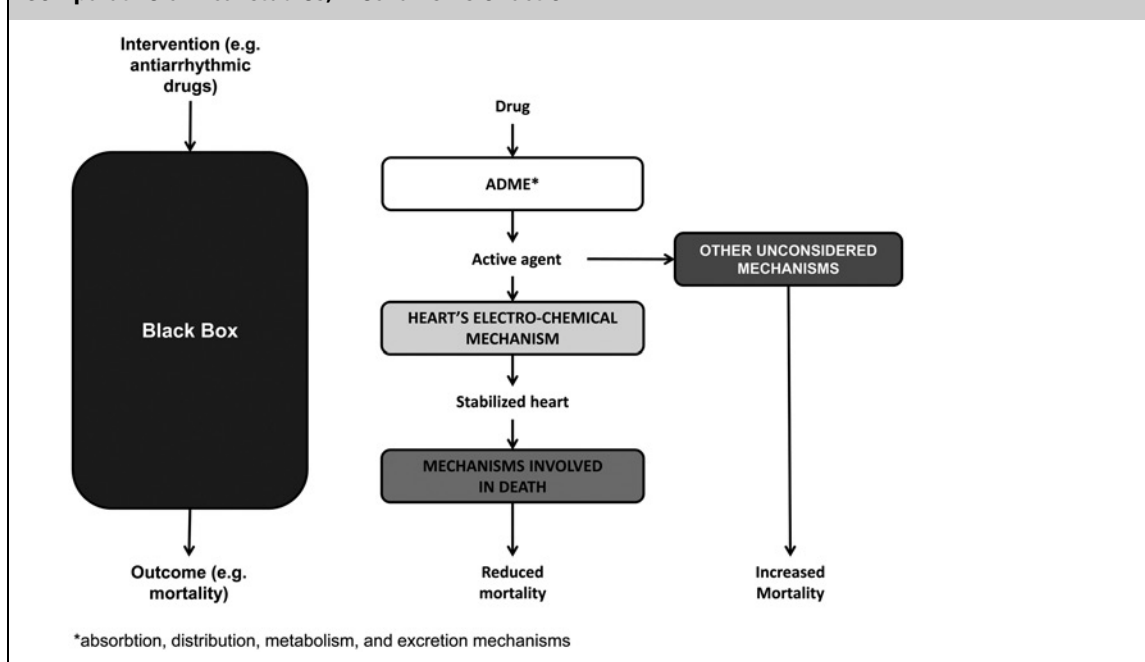 Intervention (e.g.
antiarrhythmic
drugs)
Black Box
Outcome (e.g.
mortality)
Drug
ADME*
Active agent
HEART'S ELECTRO-CHEMICAL
MECHANISM
Stabilized heart
MECHANISMS INVOLVED
IN DEATH
Reduced
mortality
OTHER UNCONSIDERED
MECHANISMS
Increased
Mortality
*absorbtion, distribution, metabolism, and excretion mechanisms